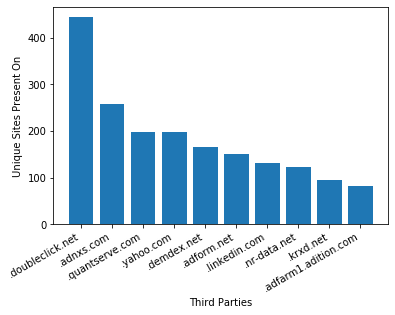 400
300
200
100
0
Unique Sites Present On
.doubleclick.net
.adnxs.com
.quantserve.com
.yahoo.com
.demdex.net
.adform.net
.linkedin.com
.nr-data.net
.krxd.net
.adfarm1.adition.com
Third Parties